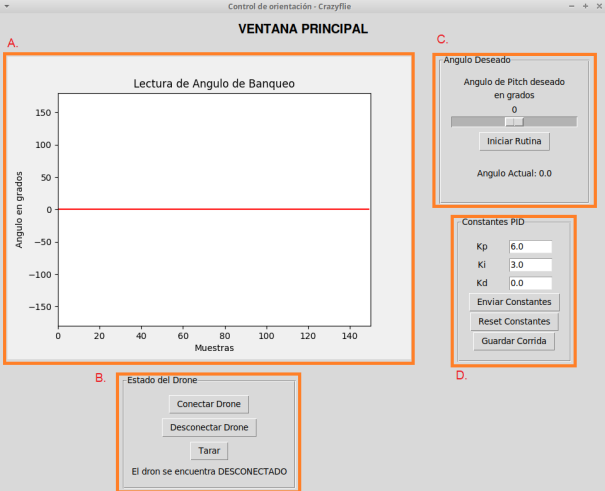 Control de orientación - Crazyflie
VENTANA PRINCIPAL
A.
Lectura de Angulo de Banqueo
Angulo en grados
150
100
50
0
−50
−100
−150
0 20 40 60 80 100 120 140
Muestras
B.
Estado del Drone
Conectar Drone
Desconectar Drone
Tarar
El dron se encuentra DESCONECTADO
C.
Angulo Deseado
Angulo de Pitch deseado
en grados
0
Iniciar Rutina
Angulo Actual: 0.0
Constantes PID
Kp 6.0
Ki 3.0
Kd 0.0
Enviar Constantes
Reset Constantes
Guardar Corrida
D.